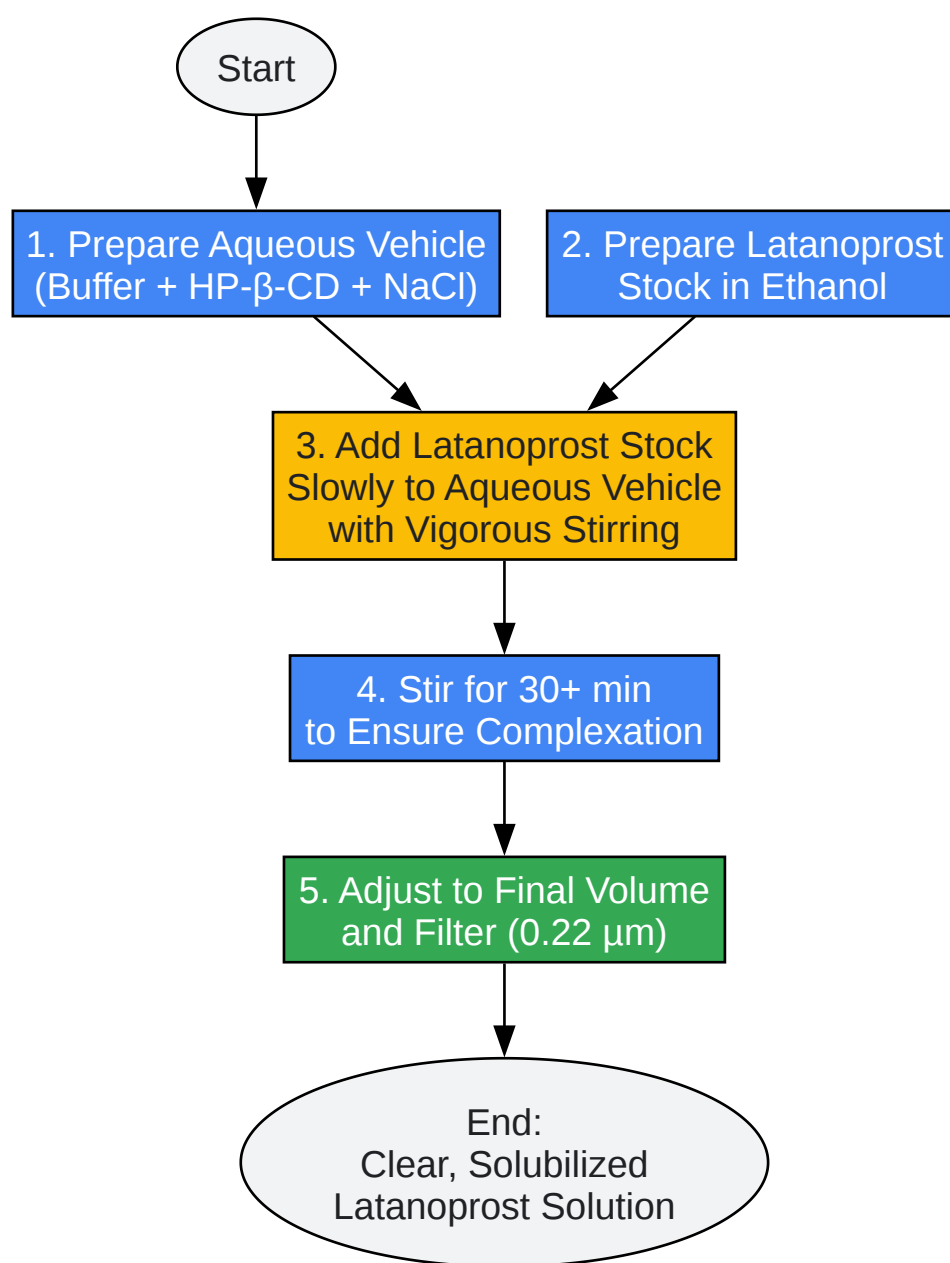 Start
1. Prepare Aqueous Vehicle
(Buffer + HP-β-CD + NaCl)
2. Prepare Latanoprost
Stock in Ethanol
3. Add Latanoprost Stock
Slowly to Aqueous Vehicle
with Vigorous Stirring
4. Stir for 30+ min
to Ensure Complexation
5. Adjust to Final Volume
and Filter (0.22 µm)
End:
Clear, Solubilized
Latanoprost Solution